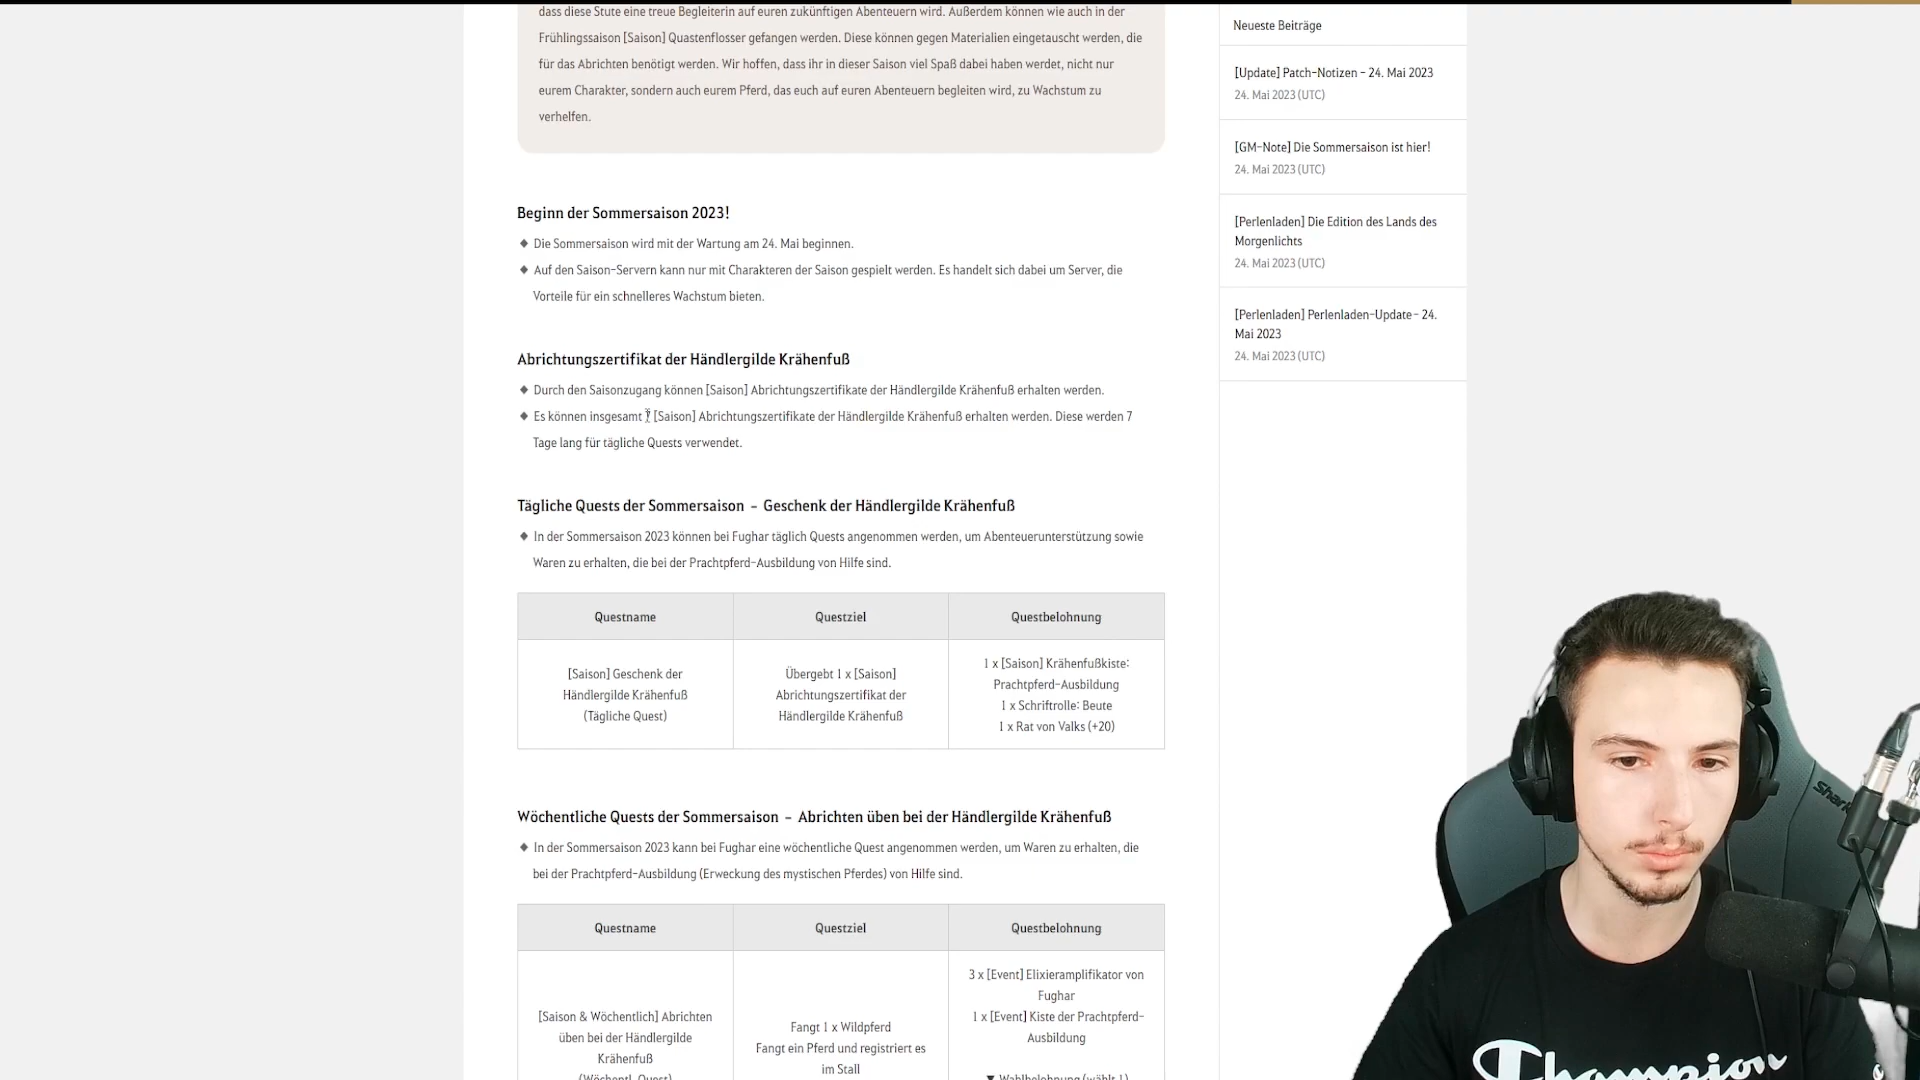 dass diese Stute eine treue Begleiterin auf euren zukünftigen Abenteuern wird. Außerdem können wie auch in der
Frühlingssaison [Saison] Quastenflosser gefangen werden. Diese können gegen Materialien eingetauscht werden, die
für das Abrichten benötigt werden. Wir hoffen, dass ihr in dieser Saison viel Spaß dabei haben werdet, nicht nur
eurem Charakter, sondern auch eurem Pferd, das euch auf euren Abenteuern begleiten wird, zu Wachstum zu
verhelfen.
Beginn der Sommersaison 2023!
◆ Die Sommersaison wird mit der Wartung am 24. Mai beginnen.
◆ Auf den Saison-Servern kann nur mit Charakteren der Saison gespielt werden. Es handelt sich dabei um Server, die
Vorteile für ein schnelleres Wachstum bieten.
Abrichtungszertifikat der Händlergilde Krähenfuß
◆ Durch den Saisonzugang können [Saison] Abrichtungszertifikate der Händlergilde Krähenfuß erhalten werden.
◆ Es können insgesamt [Saison] Abrichtungszertifikate der Händlergilde Krähenfuß erhalten werden. Diese werden 7
Tage lang für tägliche Quests verwendet.
Tägliche Quests der Sommersaison - Geschenk der Händlergilde Krähenfuß
◆ In der Sommersaison 2023 können bei Fughar täglich Quests angenommen werden, um Abenteuerunterstützung sowie
Waren zu erhalten, die bei der Prachtpferd-Ausbildung von Hilfe sind.
Questname
Questziel
Questbelohnung
[Saison] Geschenk der
Händlergilde Krähenfuß
(Tägliche Quest)
Übergebt 1 x [Saison]
Abrichtungszertifikat der
Händlergilde Krähenfuß
1 x [Saison] Krähenfußkiste:
Prachtpferd-Ausbildung
1 x Schriftrolle: Beute
1 x Rat von Valks (+20)
Wöchentliche Quests der Sommersaison - Abrichten üben bei der Händlergilde Krähenfuß
◆ In der Sommersaison 2023 kann bei Fughar eine wöchentliche Quest angenommen werden, um Waren zu erhalten, die
bei der Prachtpferd-Ausbildung (Erweckung des mystischen Pferdes) von Hilfe sind.
Questname
Questziel
Questbelohnung
[Saison & Wöchentlich] Abrichten
üben bei der Händlergilde
Krähenfuß
(Wöchentl. Quest)
Fangt 1 x Wildpferd
Fangt ein Pferd und registriert es
im Stall
3 x [Event] Elixieramplifikator von
Fughar
1 x [Event] Kiste der Prachtpferd-
Ausbildung
▼ Wahlbelohnung (wählt 1)
Neueste Beiträge
[Update] Patch-Notizen - 24. Mai 2023
24. Mai 2023 (UTC)
[GM-Note] Die Sommersaison ist hier!
24. Mai 2023 (UTC)
[Perlenladen] Die Edition des Lands des
Morgenlichts
24. Mai 2023 (UTC)
[Perlenladen] Perlenladen-Update - 24.
Mai 2023
24. Mai 2023 (UTC)
Champion